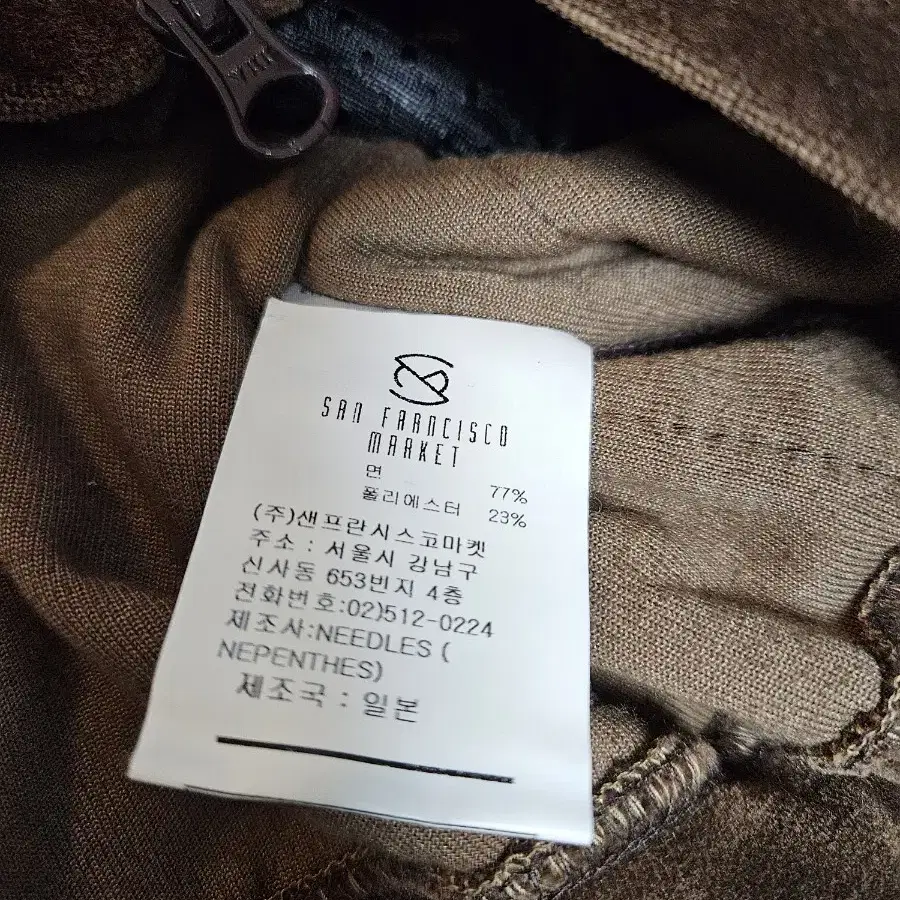 YKK
SAN FRANCISCO
MARKET
면 77%
폴리에스터 23%
(주)샌프란시스코마켓
주소 : 서울시 강남구
신사동 653번지 4층
전화번호:02)512-0224
제조사:NEEDLES (
NEPENTHES)
제조국 : 일본